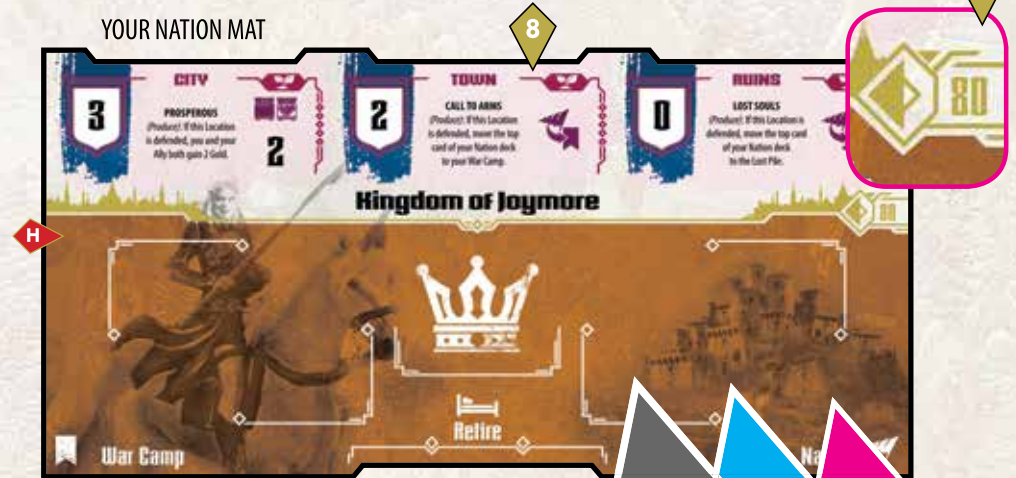 YOUR NATION MAT
8
80
3
CITY
PROSPEROUS
(Produce): If this Location
is defended, you and your
Ally both gain 2 Gold.
2
2
TOWN
CALL TO ARMS
(Produce): If this Location
is defended, move the top
card of your Nation deck
to your War Camp.
0
RUINS
LOST SOULS
(Produce): If this Location is
defended, move the top card
of your Nation deck
to the Lost Pile.
Kingdom of Joymore
80
H
Retire
War Camp
Na